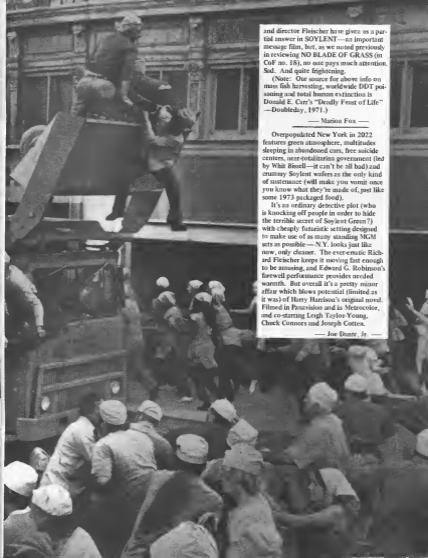 and director Fleischer have given us a par-
tial answer in SOYLENT—an important
message film, but, as we noted previously
in reviewing NO BLADE OF GRASS (in
CoF no. 18), no one pays much attention.
Sad. And quite frightening.
(Note: Our source for above info on
mass fish harvesting, worldwide DDT poi-
soning and total human extinction is
Donald E. Carr's "Deadly Feast of Life"
—Doubleday, 1971.)
— Marion Fox —
Overpopulated New York in 2022
features green atmosphere, multitudes
sleeping in abandoned cars, free suicide
centers, near-totalitarian government (led
by Whit Bissell—it can't be all bad) and
crummy Soylent wafers as the only kind
of sustenance (will make you vomit once
you know what they're made of, just like
some 1973 packaged food).
It's an ordinary detective plot (who
is knocking off people in order to hide
the terrible secret of Soylent Green?)
with cheaply futuristic setting designed
to make use of as many standing MGM
sets as possible — N.Y. looks just like
now, only cleaner. The ever-erratic Rich-
ard Fleischer keeps it moving fast enough
to be amusing, and Edward G. Robinson's
farewell performance provides needed
warmth. But overall it's a pretty minor
affair which blows potential (limited as
it was) of Harry Harrison's original novel.
Filmed in Panavision and in Metrocolor,
and co-starring Leigh Taylor-Young,
Chuck Connors and Joseph Cotten.
— Joe Dante, Jr. —